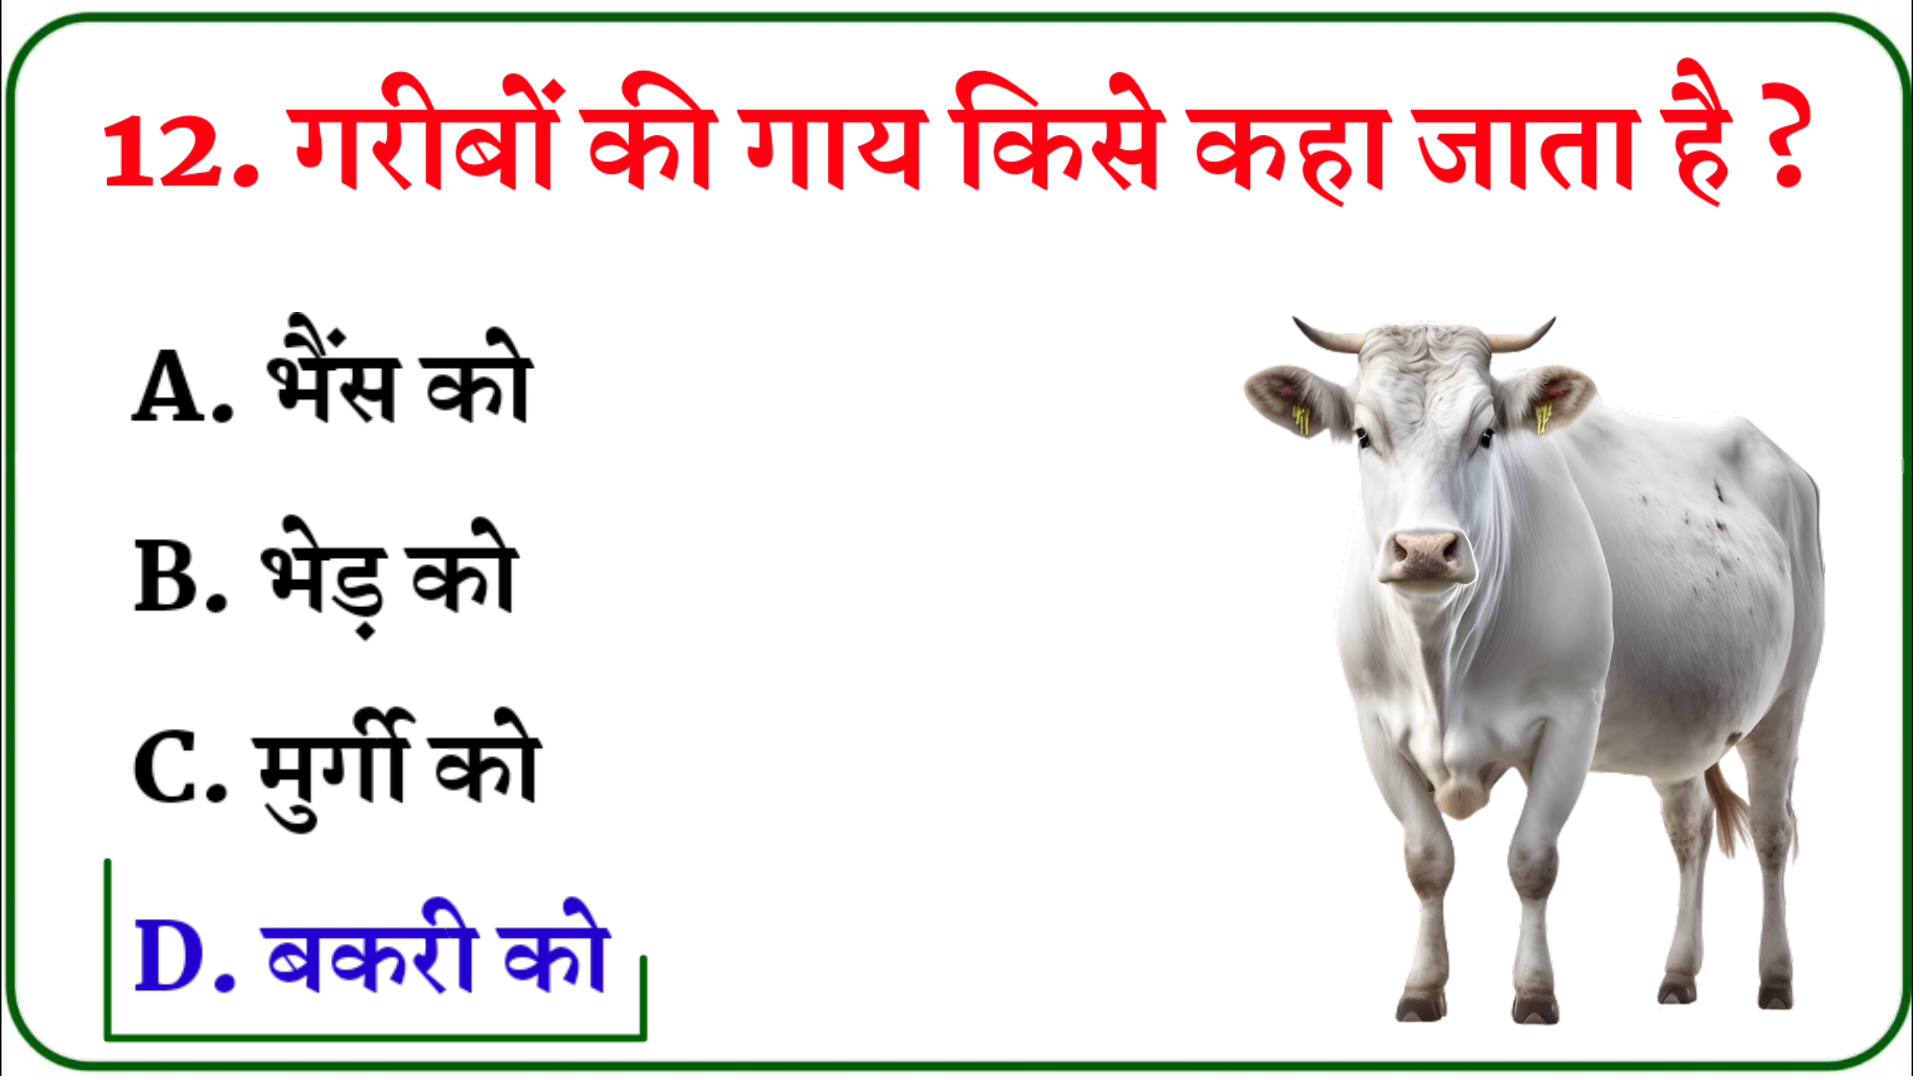 12. गरीबों की गाय किसे कहा जाता है ?
A. भैंस को
B. भेड़ को
C. मुर्गी को
D. बकरी को